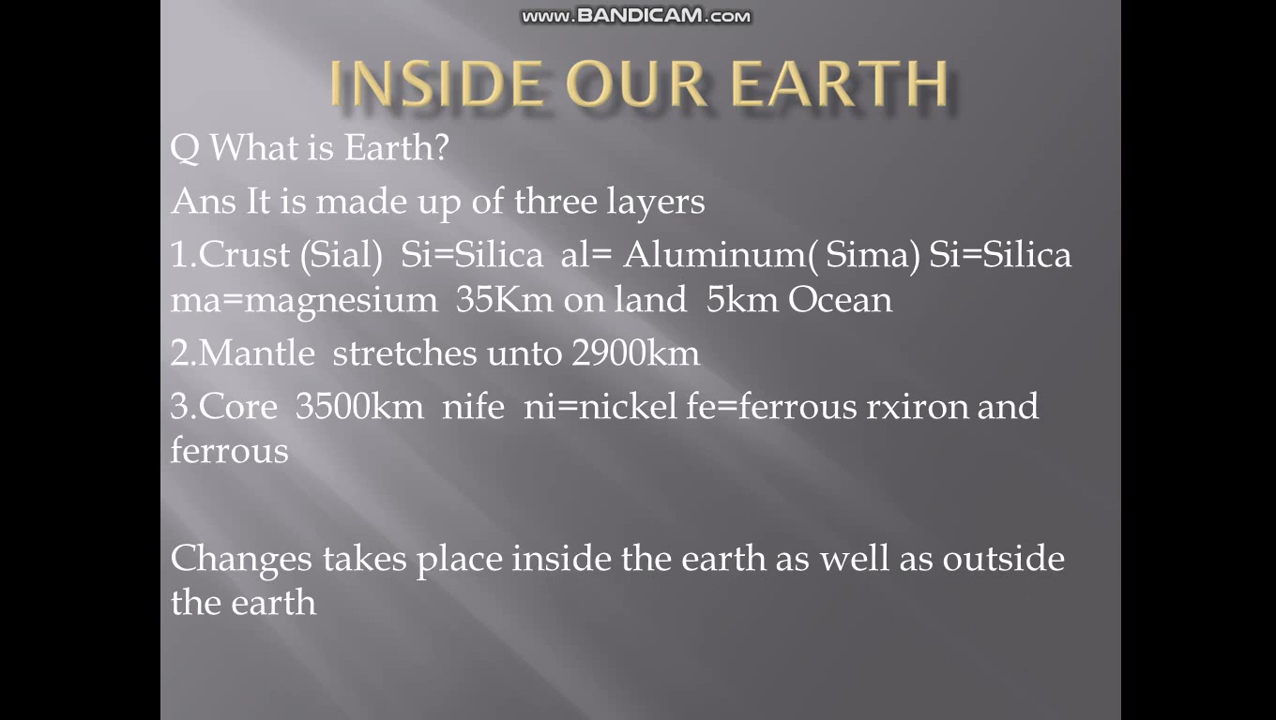 www.BANDICAM.com
INSIDE OUR EARTH
Q What is Earth?
Ans It is made up of three layers
1.Crust (Sial)  Si=Silica  al= Aluminum( Sima) Si=Silica
ma=magnesium  35Km on land  5km Ocean
2.Mantle  stretches unto 2900km
3.Core  3500km  nife  ni=nickel fe=ferrous rxiron and
ferrous
Changes takes place inside the earth as well as outside
the earth